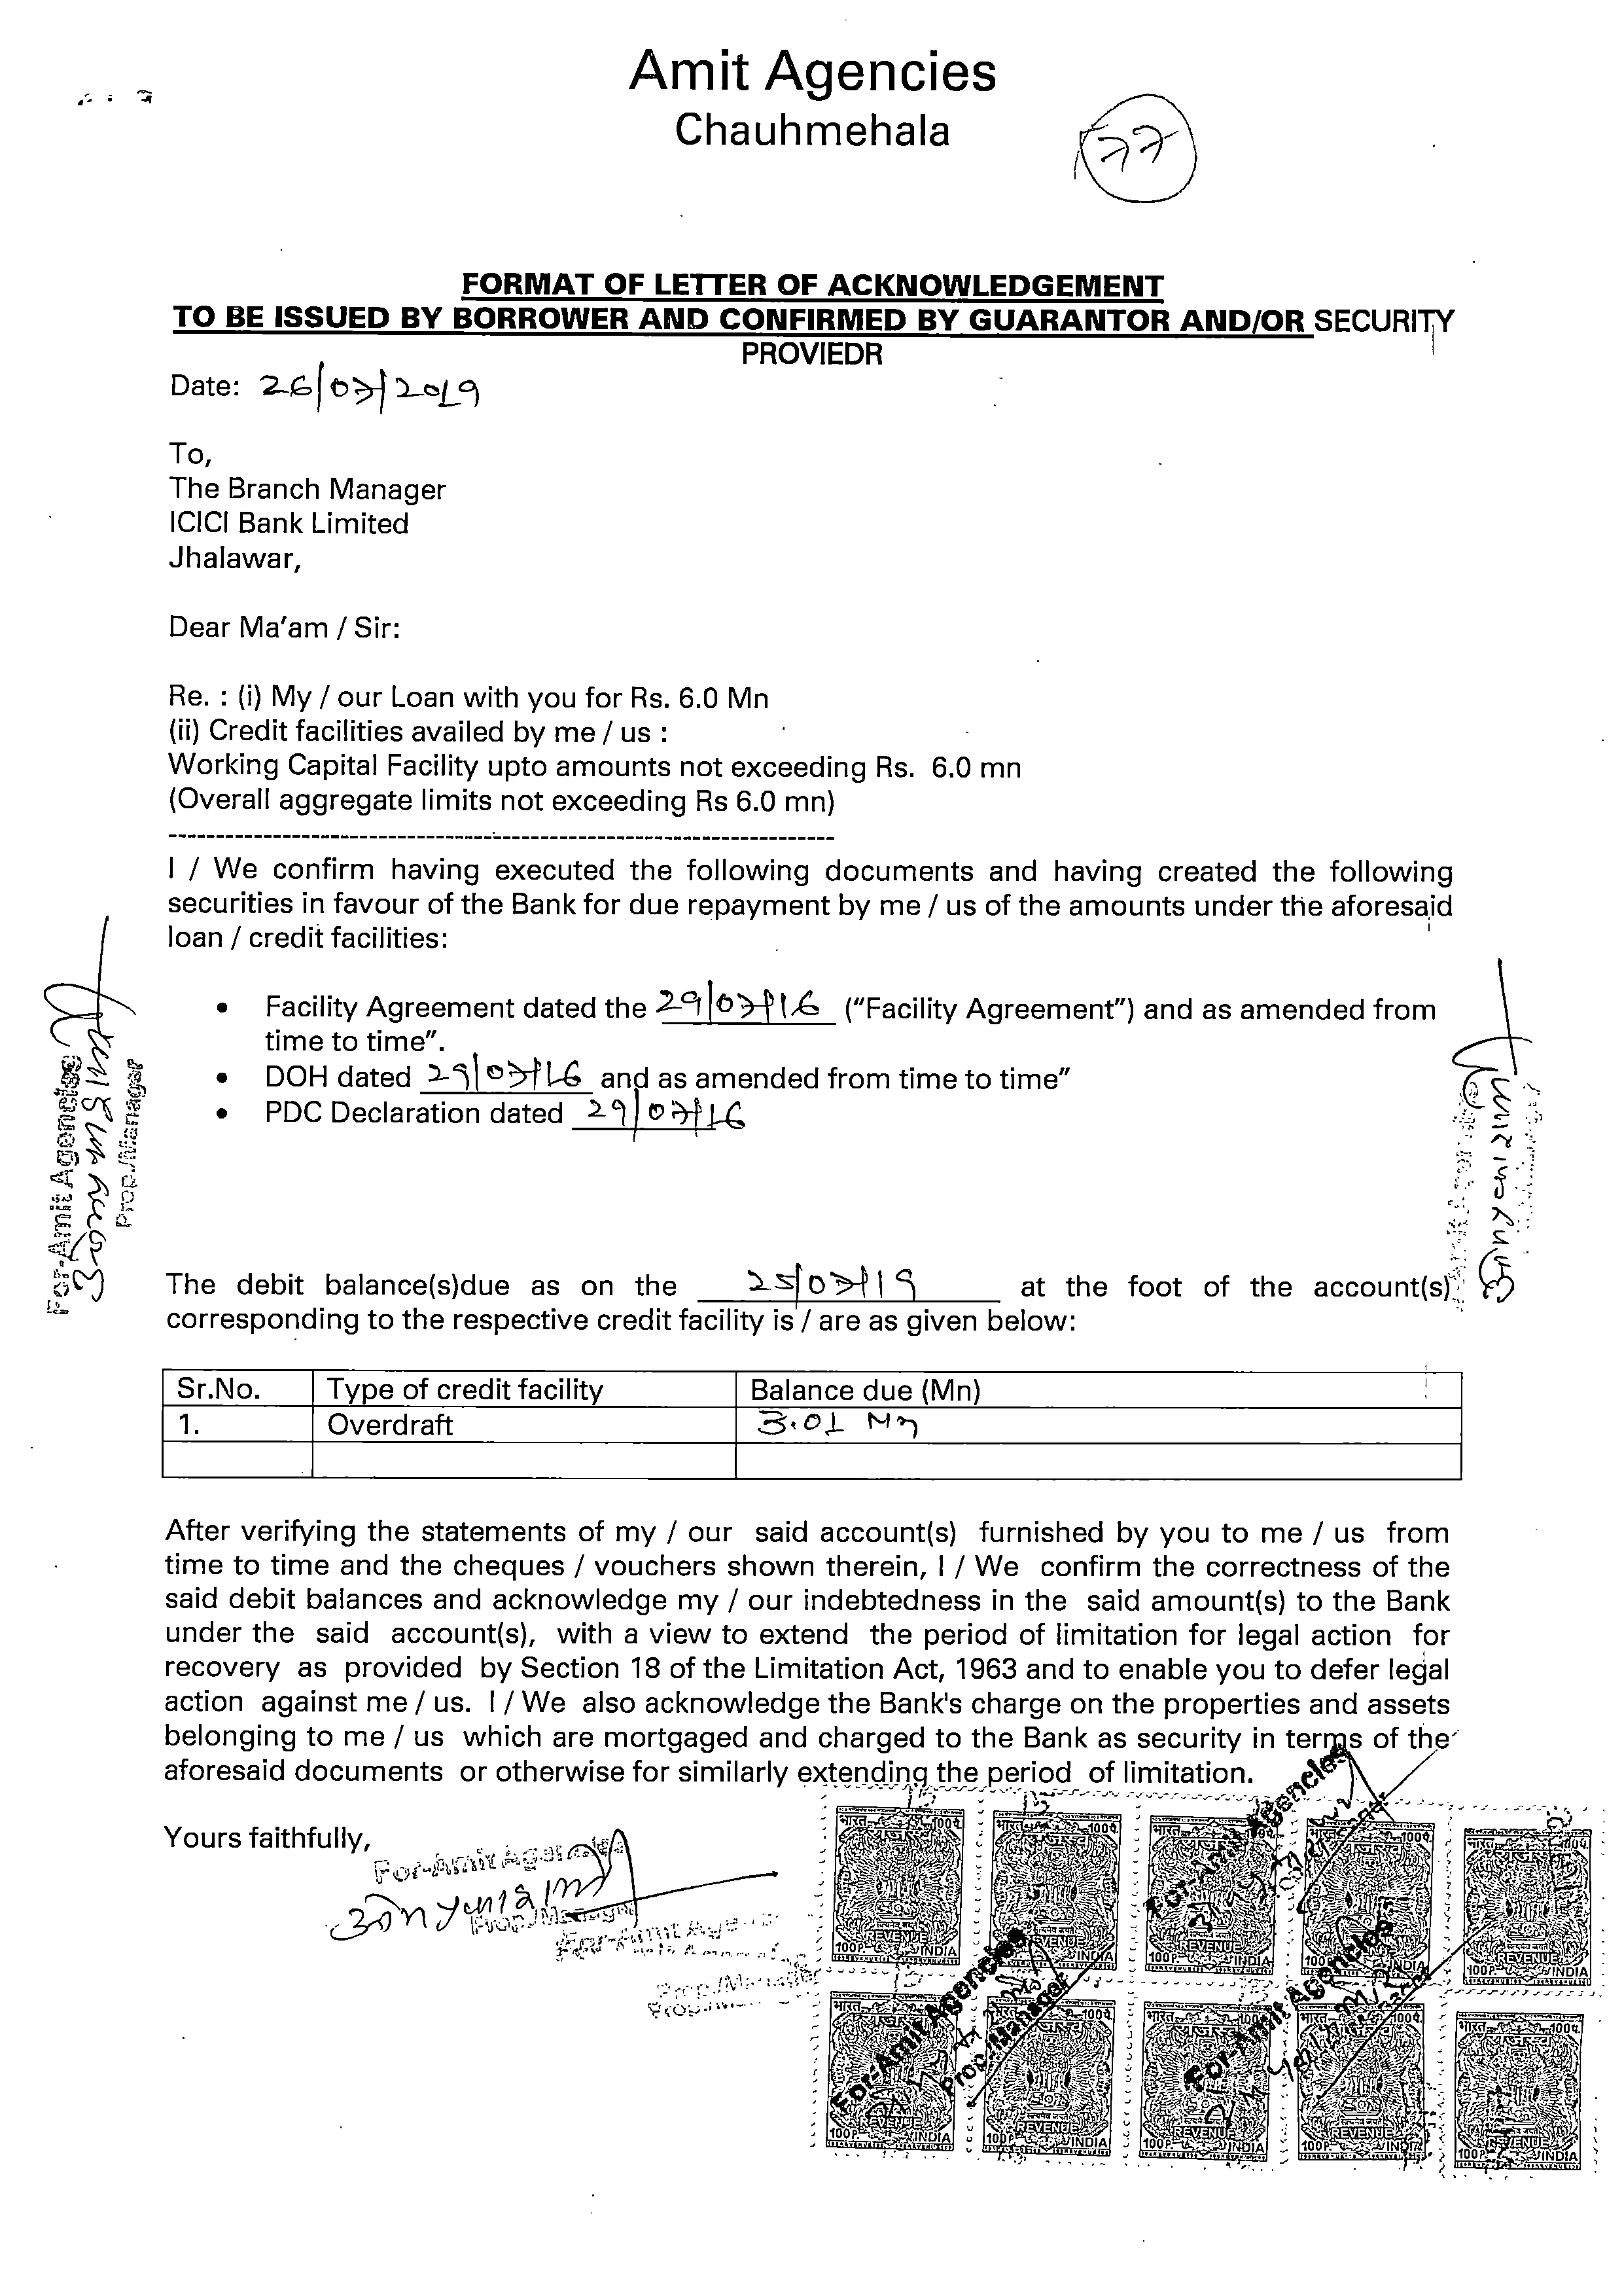 Amit Agencies
Chauhmehala
77
FORMAT OF LETTER OF ACKNOWLEDGEMENT
TO BE ISSUED BY BORROWER AND CONFIRMED BY GUARANTOR AND/OR SECURITY
PROVIEDR
Date: 26/07/2019
To,
The Branch Manager
ICICI Bank Limited
Jhalawar,
Dear Ma'am / Sir:
Re. : (i) My / our Loan with you for Rs. 6.0 Mn
(ii) Credit facilities availed by me / us :
Working Capital Facility upto amounts not exceeding Rs. 6.0 mn
(Overall aggregate limits not exceeding Rs 6.0 mn)
I / We confirm having executed the following documents and having created the following
securities in favour of the Bank for due repayment by me / us of the amounts under the aforesaid
loan / credit facilities:
• Facility Agreement dated the 29/07/16 ("Facility Agreement") and as amended from
time to time".
• DOH dated 29/07/16 and as amended from time to time"
• PDC Declaration dated 29/07/16
For-Amit Agencies
Prop./Manager
The debit balance(s)due as on the 25/07/19 at the foot of the account(s)
corresponding to the respective credit facility is / are as given below:
Sr.No. Type of credit facility Balance due (Mn)
1. Overdraft 3.01 Mn
After verifying the statements of my / our said account(s) furnished by you to me / us from
time to time and the cheques / vouchers shown therein, I / We confirm the correctness of the
said debit balances and acknowledge my / our indebtedness in the said amount(s) to the Bank
under the said account(s), with a view to extend the period of limitation for legal action for
recovery as provided by Section 18 of the Limitation Act, 1963 and to enable you to defer legal
action against me / us. I / We also acknowledge the Bank's charge on the properties and assets
belonging to me / us which are mortgaged and charged to the Bank as security in terms of the
aforesaid documents or otherwise for similarly extending the period of limitation.
Yours faithfully,
For-Amit Agencies
Prop./Manager
For-Amit Agencies
Prop./Manager
For-Amit Agencies
For-Amit Agencies
Prop./Manager
For-Amit Agencies
भारत 100
REVENUE
100P. INDIA